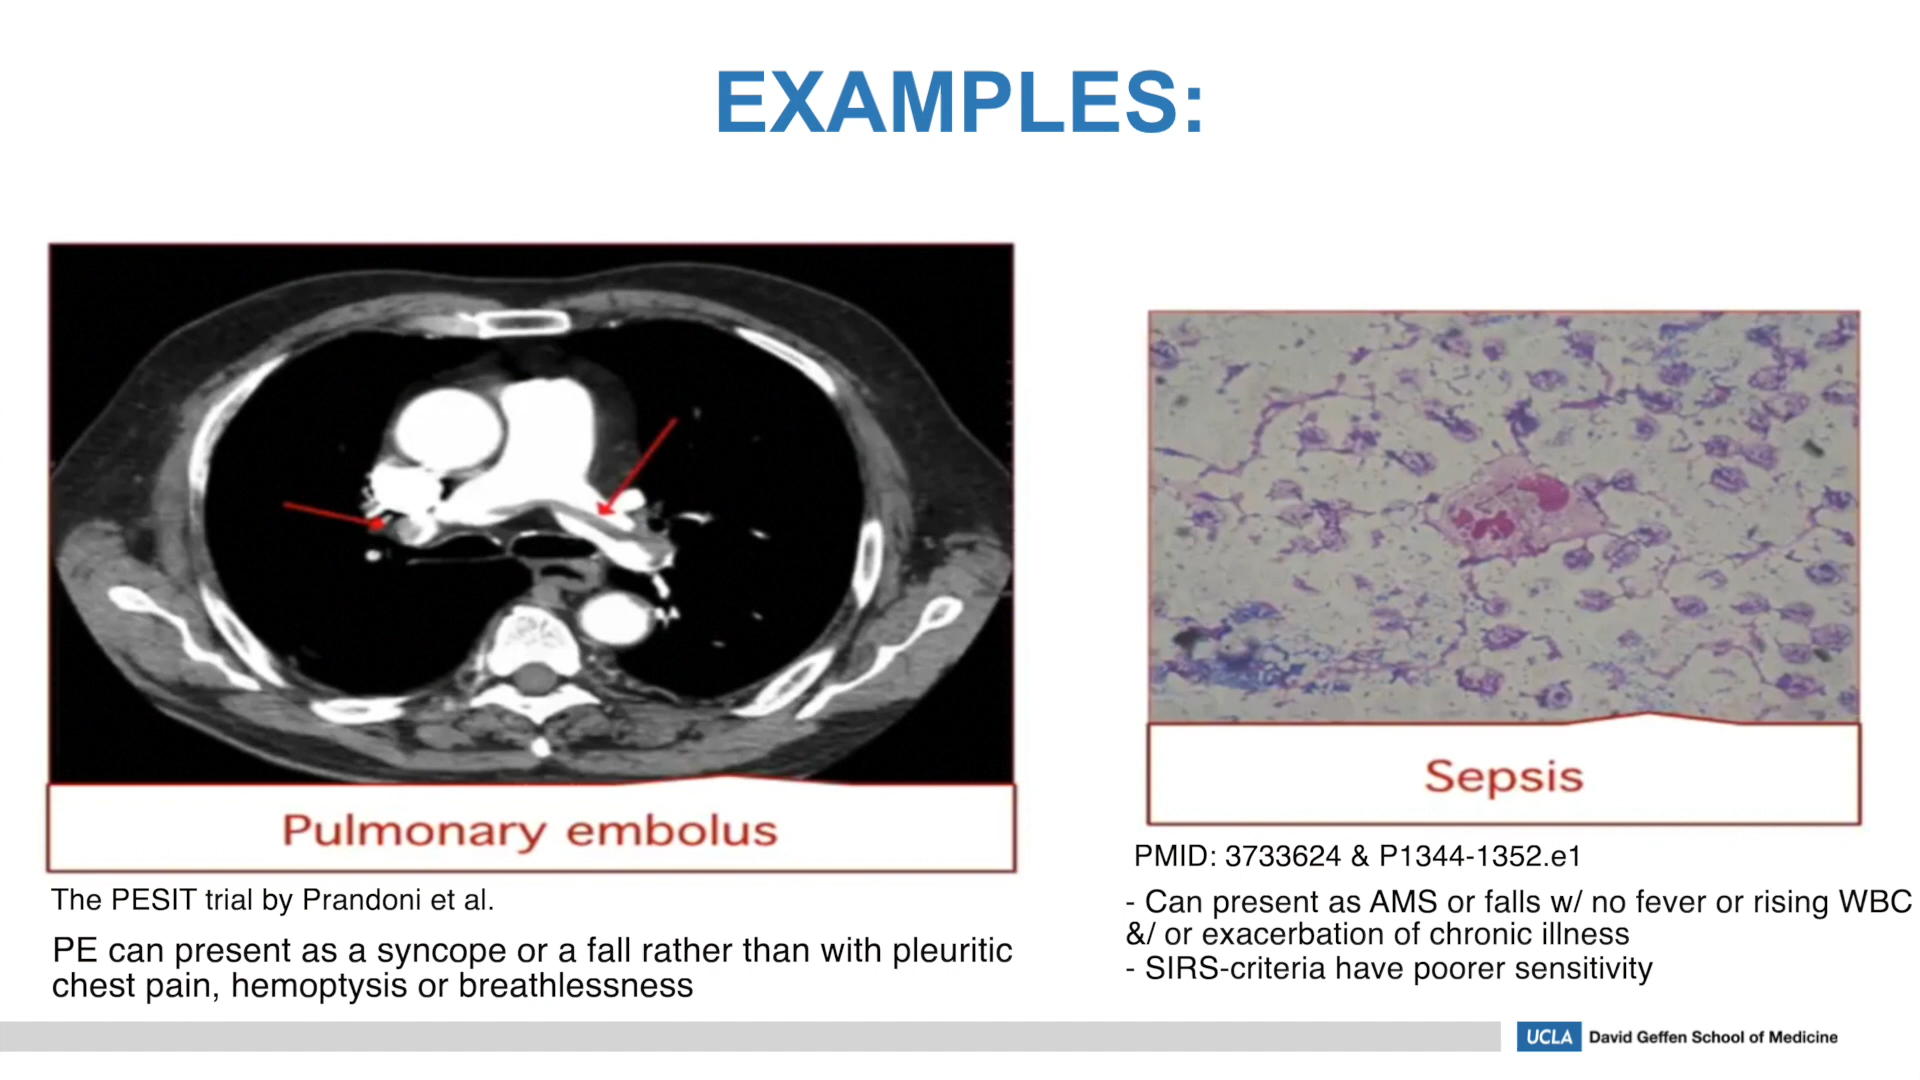 EXAMPLES:
Pulmonary embolus
The PESIT trial by Prandoni et al.
PE can present as a syncope or a fall rather than with pleuritic
chest pain, hemoptysis or breathlessness
Sepsis
PMID: 3733624 & P1344-1352.e1
- Can present as AMS or falls w/ no fever or rising WBC
&/ or exacerbation of chronic illness
- SIRS-criteria have poorer sensitivity
UCLA David Geffen School of Medicine